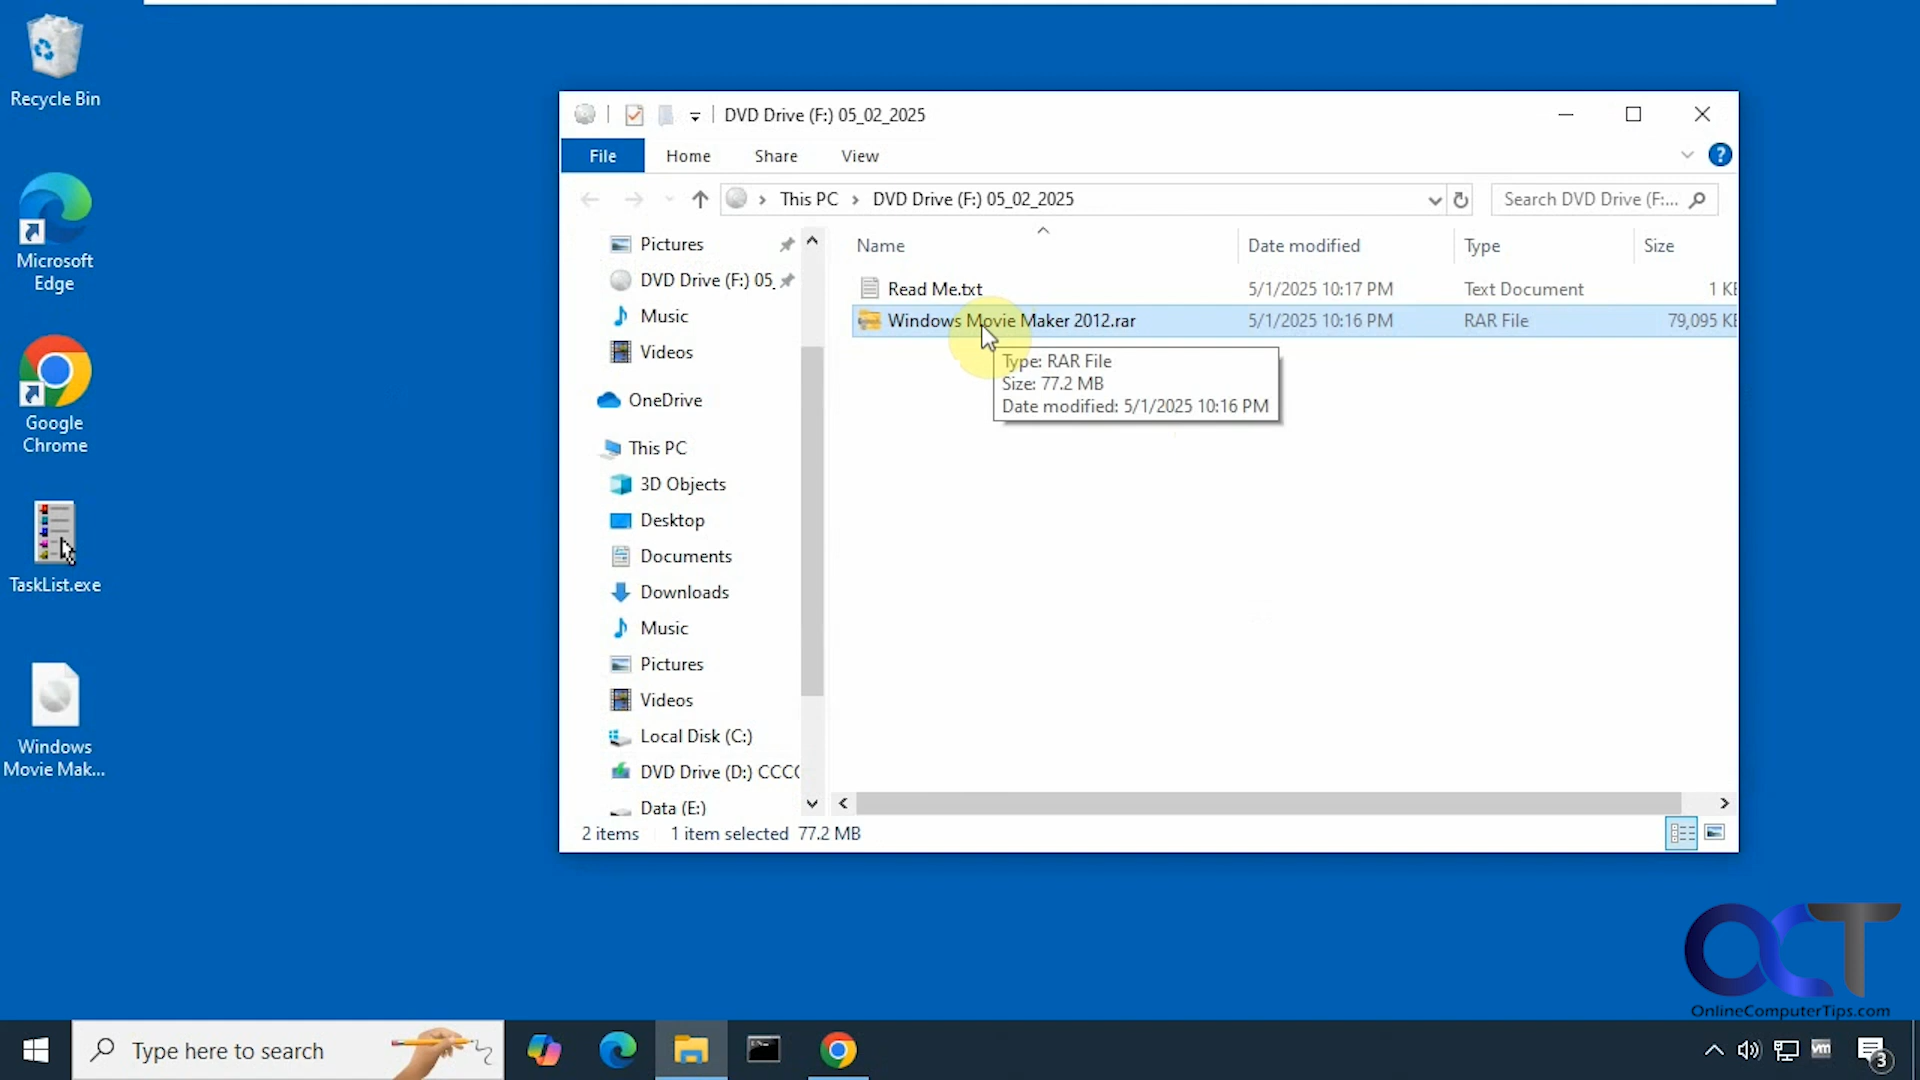 Recycle Bin
Microsoft
Edge
Google
Chrome
TaskList.exe
Windows
Movie Mak...
DVD Drive (F:) 05_02_2025
File Home Share View
This PC > DVD Drive (F:) 05_02_2025
Search DVD Drive (F:...
Name Date modified Type Size
Pictures
DVD Drive (F:) 05_
Music
Videos
OneDrive
This PC
3D Objects
Desktop
Documents
Downloads
Music
Pictures
Videos
Local Disk (C:)
DVD Drive (D:) CCC
Data (E:)
Read Me.txt 5/1/2025 10:17 PM Text Document 1 KB
Windows Movie Maker 2012.rar 5/1/2025 10:16 PM RAR File 79,095 KB
Type: RAR File
Size: 77.2 MB
Date modified: 5/1/2025 10:16 PM
2 items 1 item selected 77.2 MB
OCT
OnlineComputerTips.com
Type here to search
vm
3